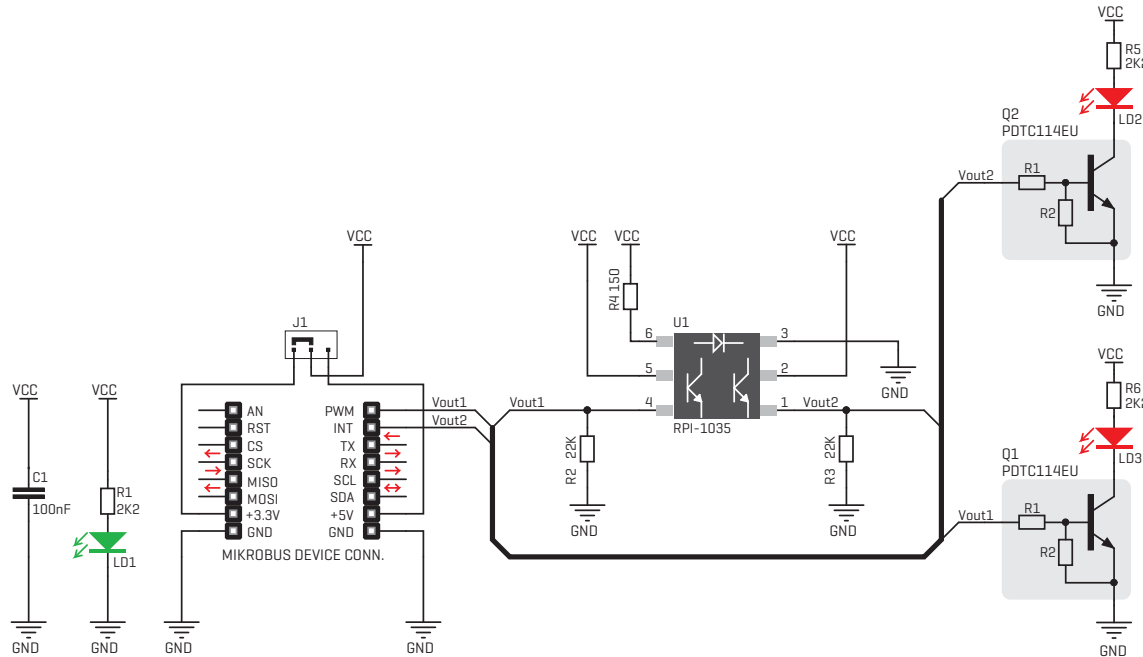 VCC
R5
2K2
LD2
Q2
PDTC114EU
Vout2
R1
R2
GND
VCC
VCC
VCC
VCC
R4 150
J1
U1
6
3
5
2
4
1
GND
RPI-1035
VCC
R6
2K2
LD3
Q1
PDTC114EU
Vout1
R1
R2
GND
VCC
VCC
C1
100nF
R1
2K2
LD1
GND
GND
AN
RST
CS
SCK
MISO
MOSI
+3.3V
GND
PWM
INT
TX
RX
SCL
SDA
+5V
GND
MIKROBUS DEVICE CONN.
GND
GND
Vout1
Vout2
Vout1
Vout2
R2 22K
GND
R3 22K
GND